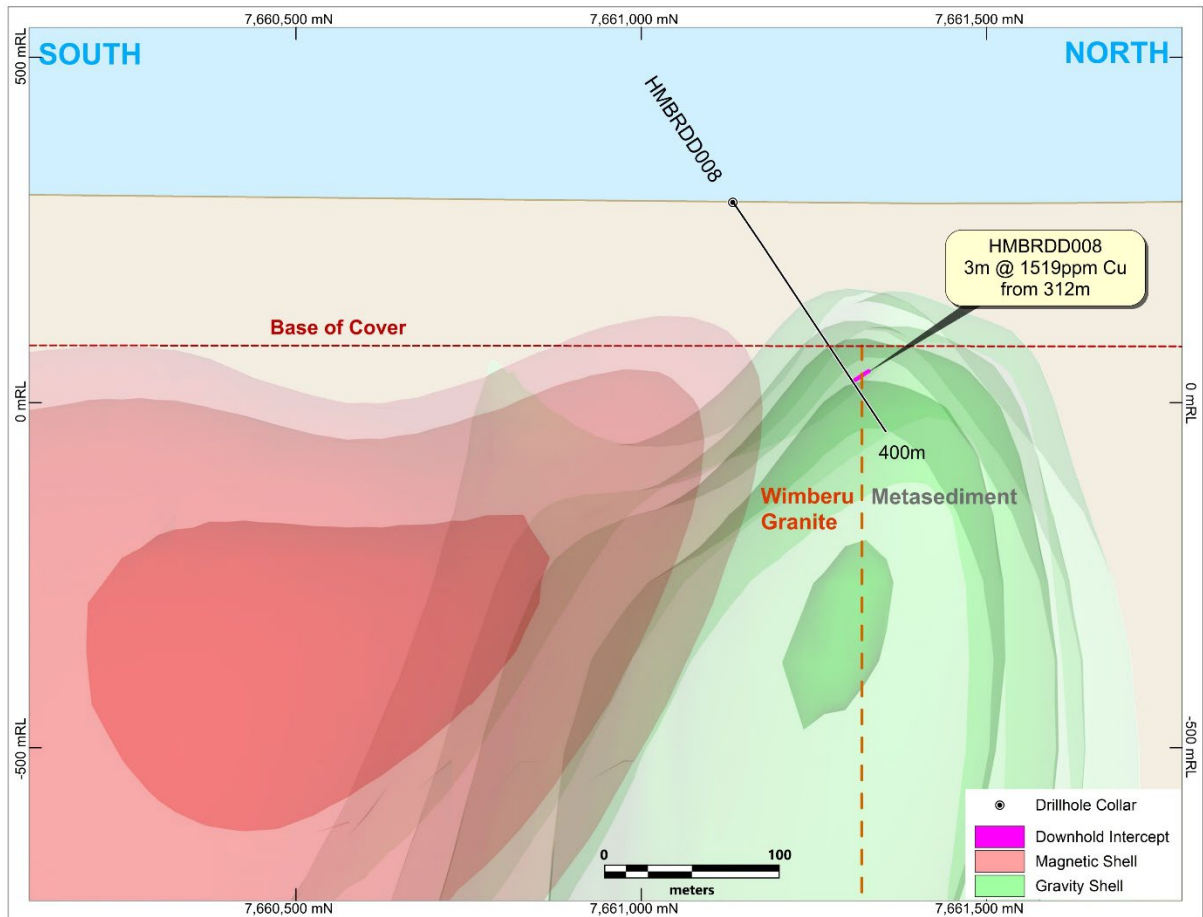 7,660,500 mN
7,661,000 mN
7,661,500 mN
500 mRL
SOUTH
NORTH
HMBRDD008
HMBRDD008
3m @ 1519ppm Cu
from 312m
Base of Cover
0 mRL
0 mRL
400m
Wimberu
Granite
Metasediment
-500 mRL
-500 mRL
0
100
meters
Drillhole Collar
Downhold Intercept
Magnetic Shell
Gravity Shell
7,660,500 mN
7,661,000 mN
7,661,500 mN